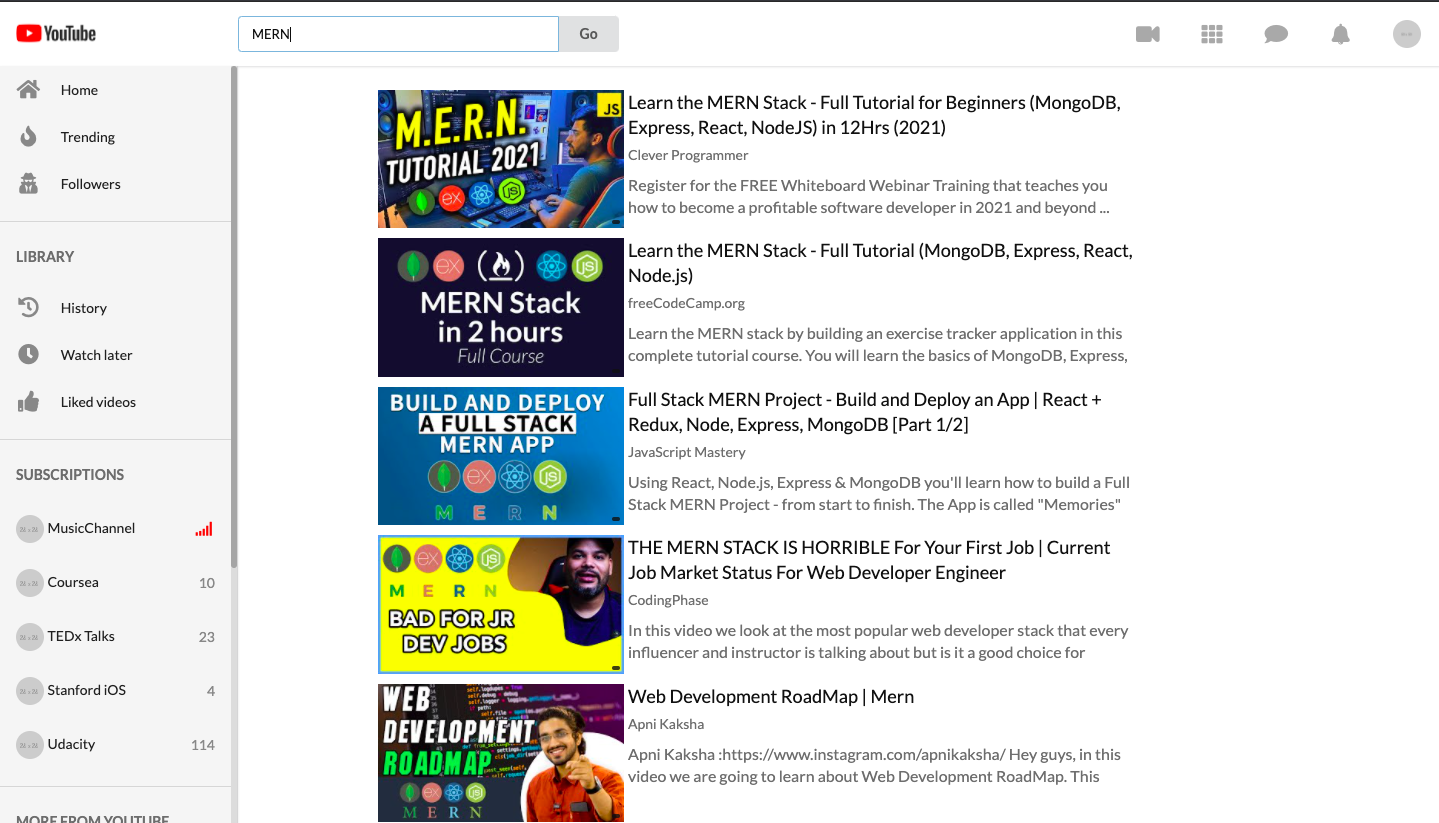 YouTube
MERN
Go
Home
Trending
Followers
LIBRARY
History
Watch later
Liked videos
SUBSCRIPTIONS
MusicChannel
Coursea 10
TEDx Talks 23
Stanford iOS 4
Udacity 114
MORE FROM YOUTUBE
M.E.R.N.
JS
TUTORIAL 2021
ex
JS
Learn the MERN Stack - Full Tutorial for Beginners (MongoDB,
Express, React, NodeJS) in 12Hrs (2021)
Clever Programmer
Register for the FREE Whiteboard Webinar Training that teaches you
how to become a profitable software developer in 2021 and beyond ...
ex
JS
MERN Stack
in 2 hours
Full Course
Learn the MERN Stack - Full Tutorial (MongoDB, Express, React,
Node.js)
freeCodeCamp.org
Learn the MERN stack by building an exercise tracker application in this
complete tutorial course. You will learn the basics of MongoDB, Express,
BUILD AND DEPLOY
A FULL STACK
MERN APP
ex
JS
M E R N
Full Stack MERN Project - Build and Deploy an App | React +
Redux, Node, Express, MongoDB [Part 1/2]
JavaScript Mastery
Using React, Node.js, Express & MongoDB you'll learn how to build a Full
Stack MERN Project - from start to finish. The App is called "Memories"
ex
JS
M E R N
BAD FOR JR
DEV JOBS
THE MERN STACK IS HORRIBLE For Your First Job | Current
Job Market Status For Web Developer Engineer
CodingPhase
In this video we look at the most popular web developer stack that every
influencer and instructor is talking about but is it a good choice for
WEB
DEVELOPMENT
ROADMAP
ex
JS
M E R N
Web Development RoadMap | Mern
Apni Kaksha
Apni Kaksha :https://www.instagram.com/apnikaksha/ Hey guys, in this
video we are going to learn about Web Development RoadMap. This